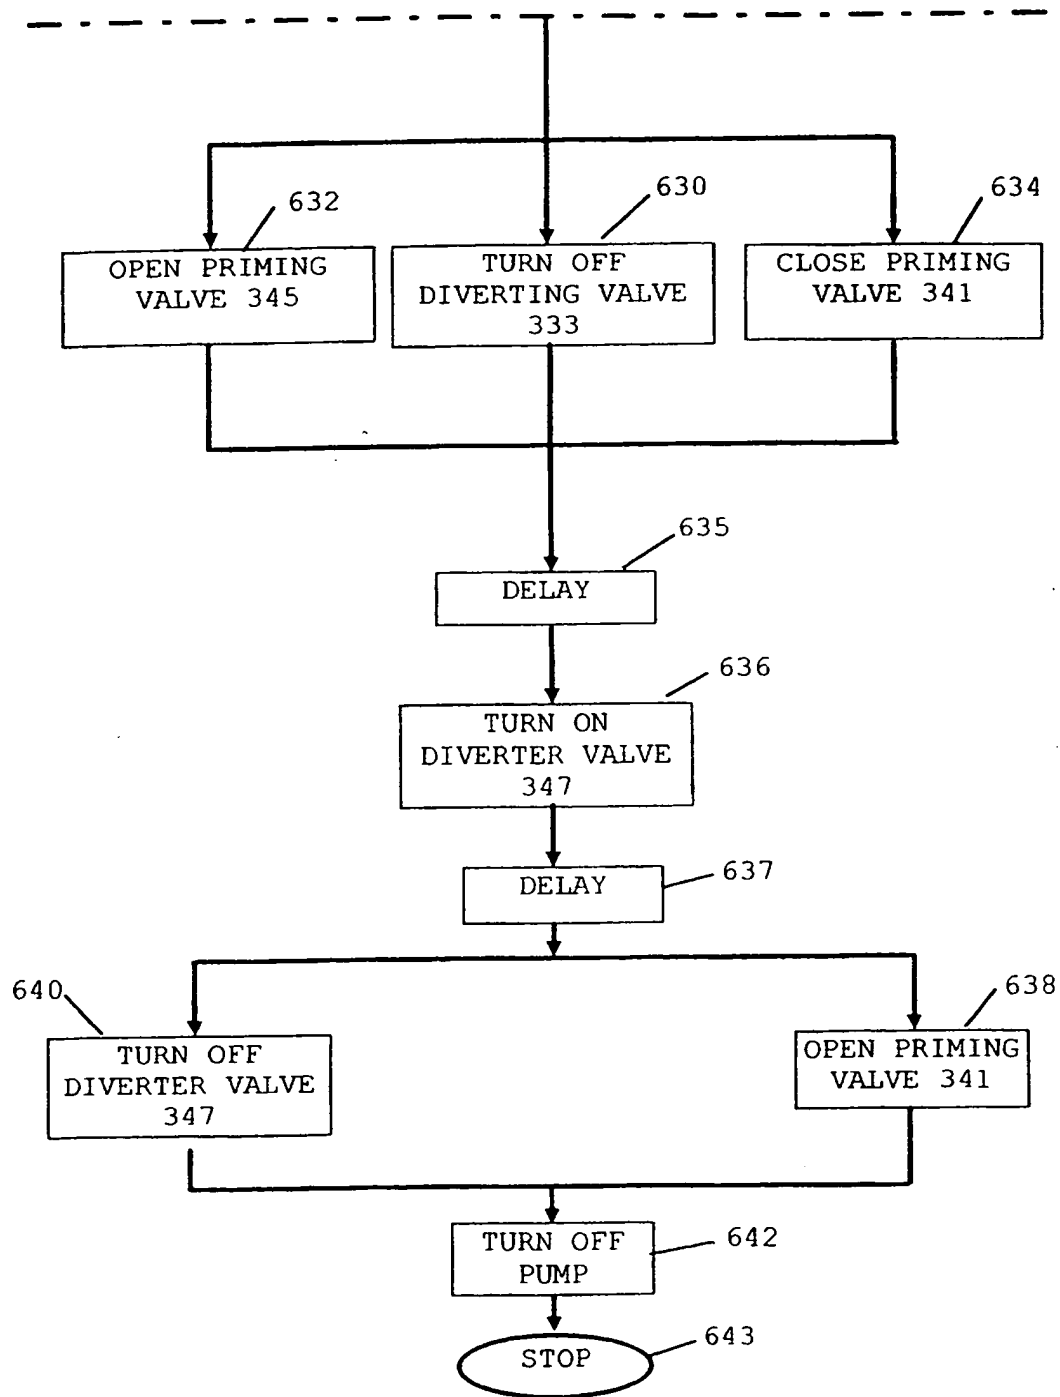 632
630
634
OPEN PRIMING
VALVE 345
TURN OFF
DIVERTING VALVE
333
CLOSE PRIMING
VALVE 341
635
DELAY
636
TURN ON
DIVERTER VALVE
347
637
DELAY
640
638
TURN OFF
DIVERTER VALVE
347
OPEN PRIMING
VALVE 341
642
TURN OFF
PUMP
643
STOP